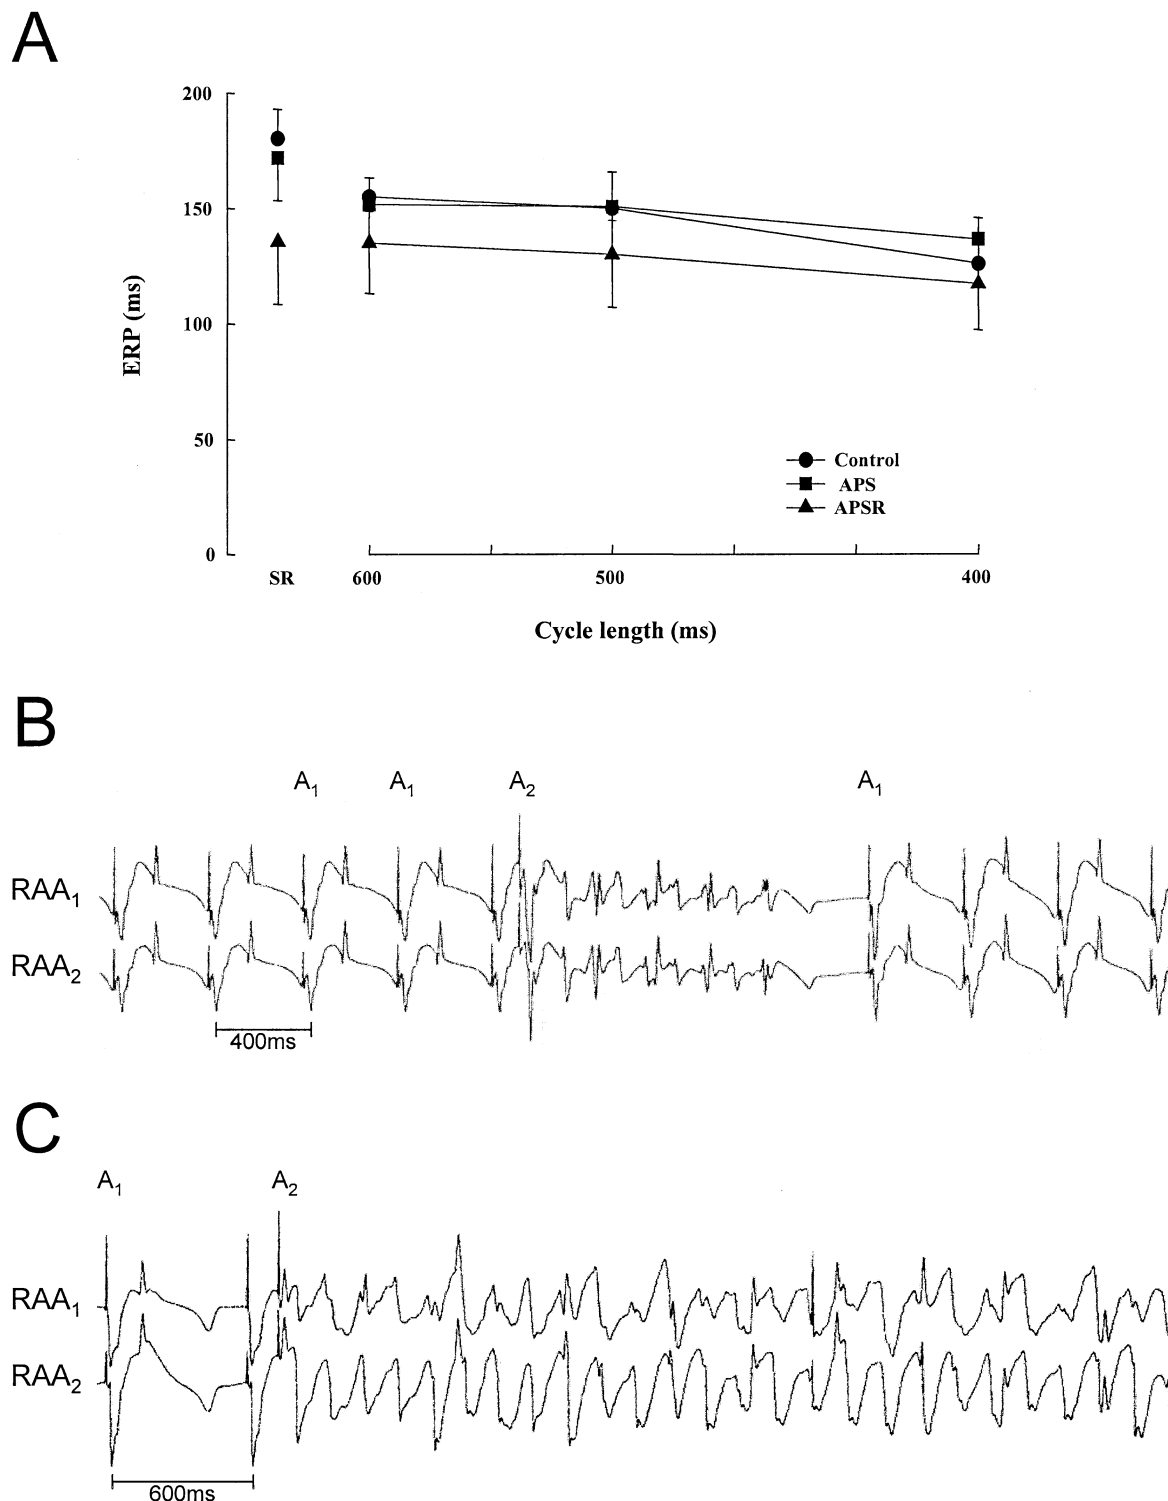 A
200
150
100
50
0
ERP (ms)
Control
APS
APSR
SR 600 500 400
Cycle length (ms)
B
A1 A1 A2 A1
RAA1
RAA2
400ms
C
A1 A2
RAA1
RAA2
600ms